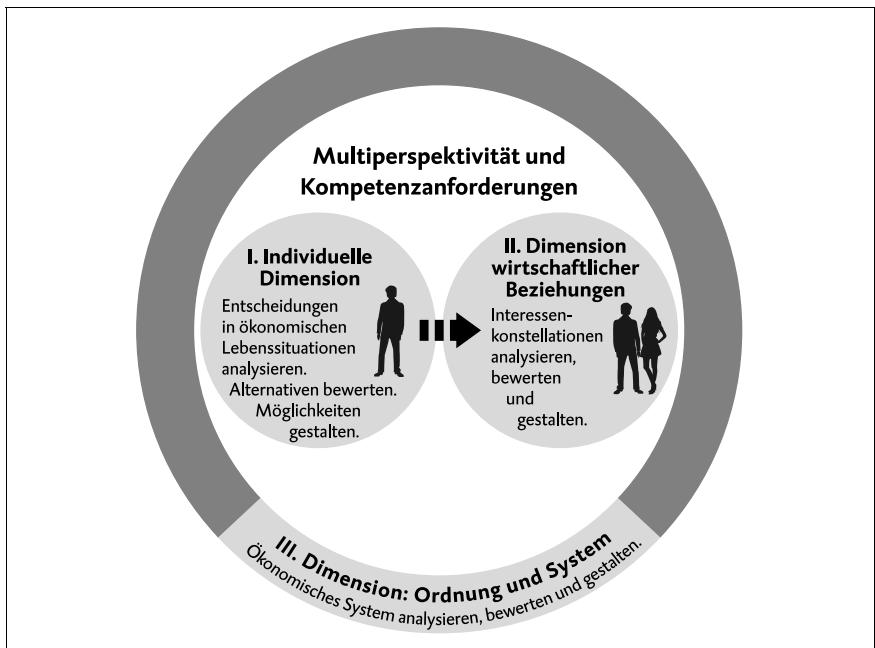 Multiperspektivität und
Kompetenzanforderungen
I. Individuelle
Dimension
Entscheidungen
in ökonomischen
Lebenssituationen
analysieren.
Alternativen bewerten.
Möglichkeiten
gestalten.
II. Dimension
wirtschaftlicher
Beziehungen
Interessen-
konstellationen
analysieren,
bewerten
und
gestalten.
III. Dimension: Ordnung und System
Ökonomisches System analysieren, bewerten und gestalten.